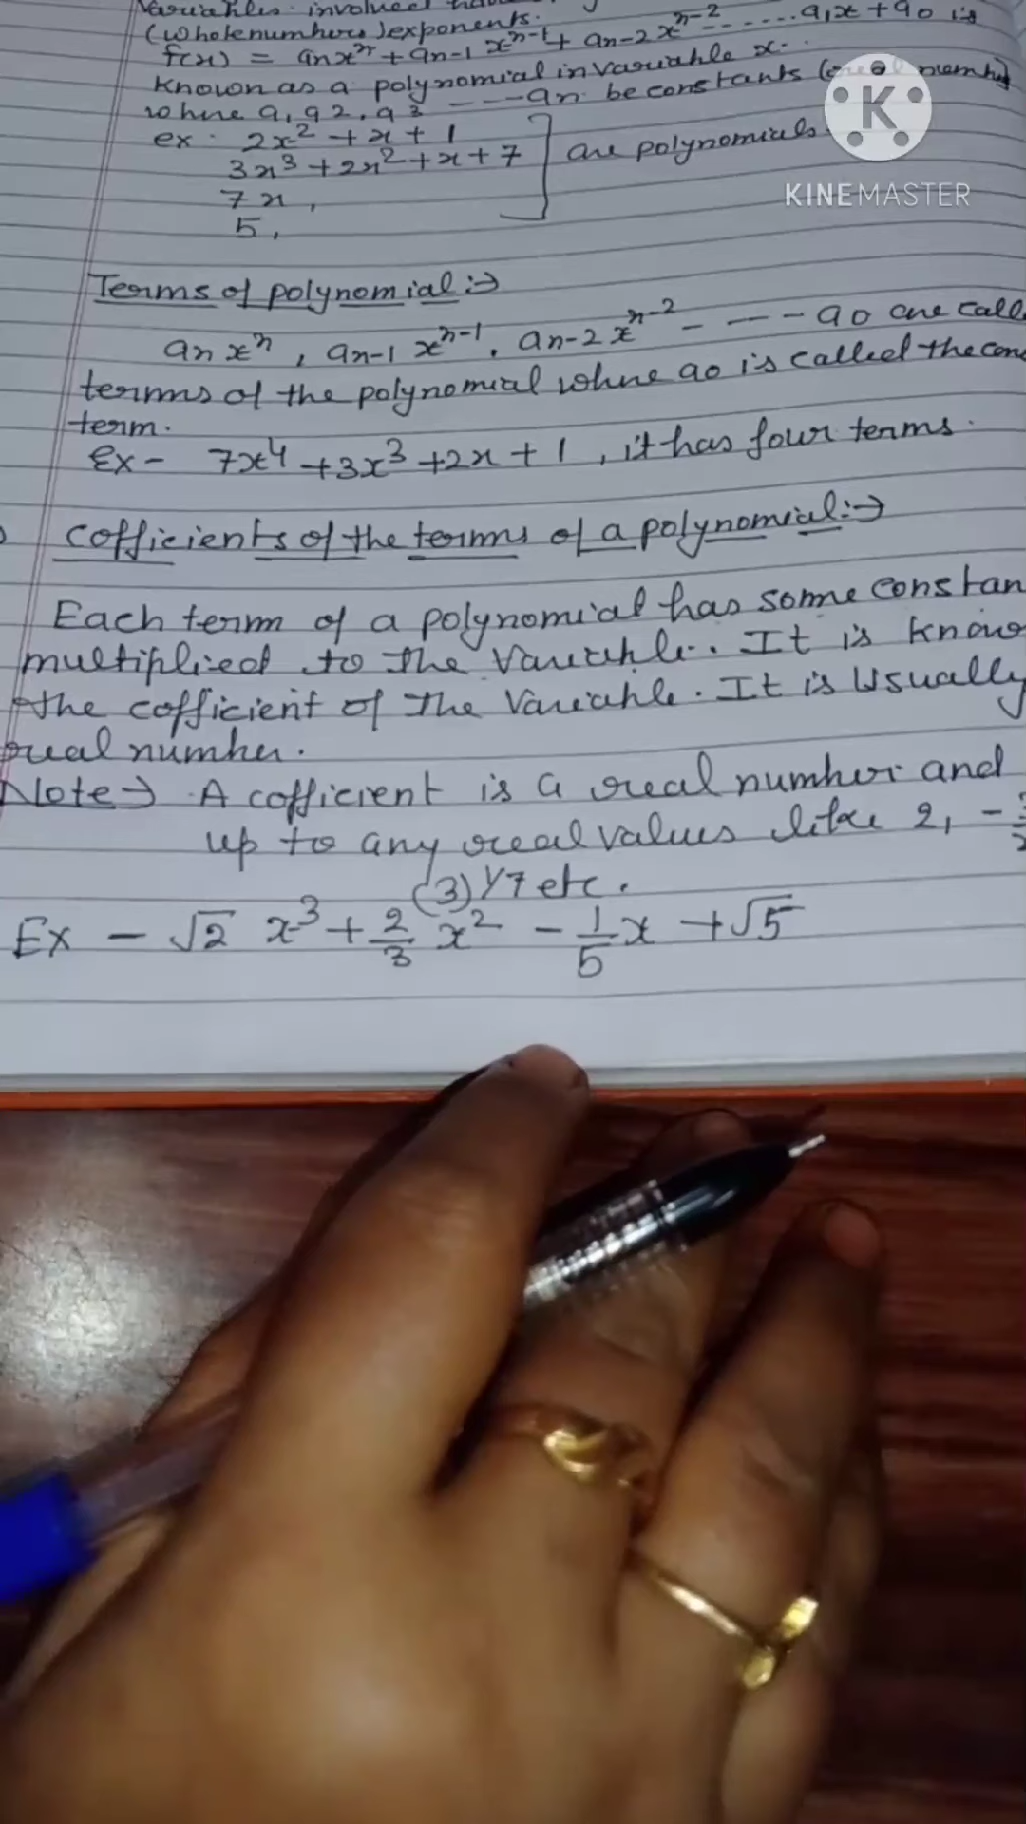 Variables involved
(whole numbers) exponents.
f(x) = anxⁿ + an-1 xⁿ⁻¹ + an-2 xⁿ⁻² ...... a1x + a0 is
Known as a polynomial in variable x.
where a1 a2, a3 ---- an be constants (real number)
ex. 2x² + x + 1
3x³ + 2x² + x + 7
7x,
5,
are polynomials.
KINEMASTER
Terms of polynomial :→
an xⁿ, an-1 xⁿ⁻¹, an-2 xⁿ⁻² - --- a0 are
terms of the polynomial where a0 is called the
term.
Ex - 7x⁴ + 3x³ + 2x + 1, it has four terms.
Cofficients of the terms of a polynomial :→
Each term of a polynomial has some constan
multiplied to the Variable. It is know
the cofficient of The Variable. It is Usually
real number.
Note → A cofficient is a real number and
up to any real values like 2, -
(3) √7 etc.
Ex - √2 x³ + 2/3 x² - 1/5 x + √5